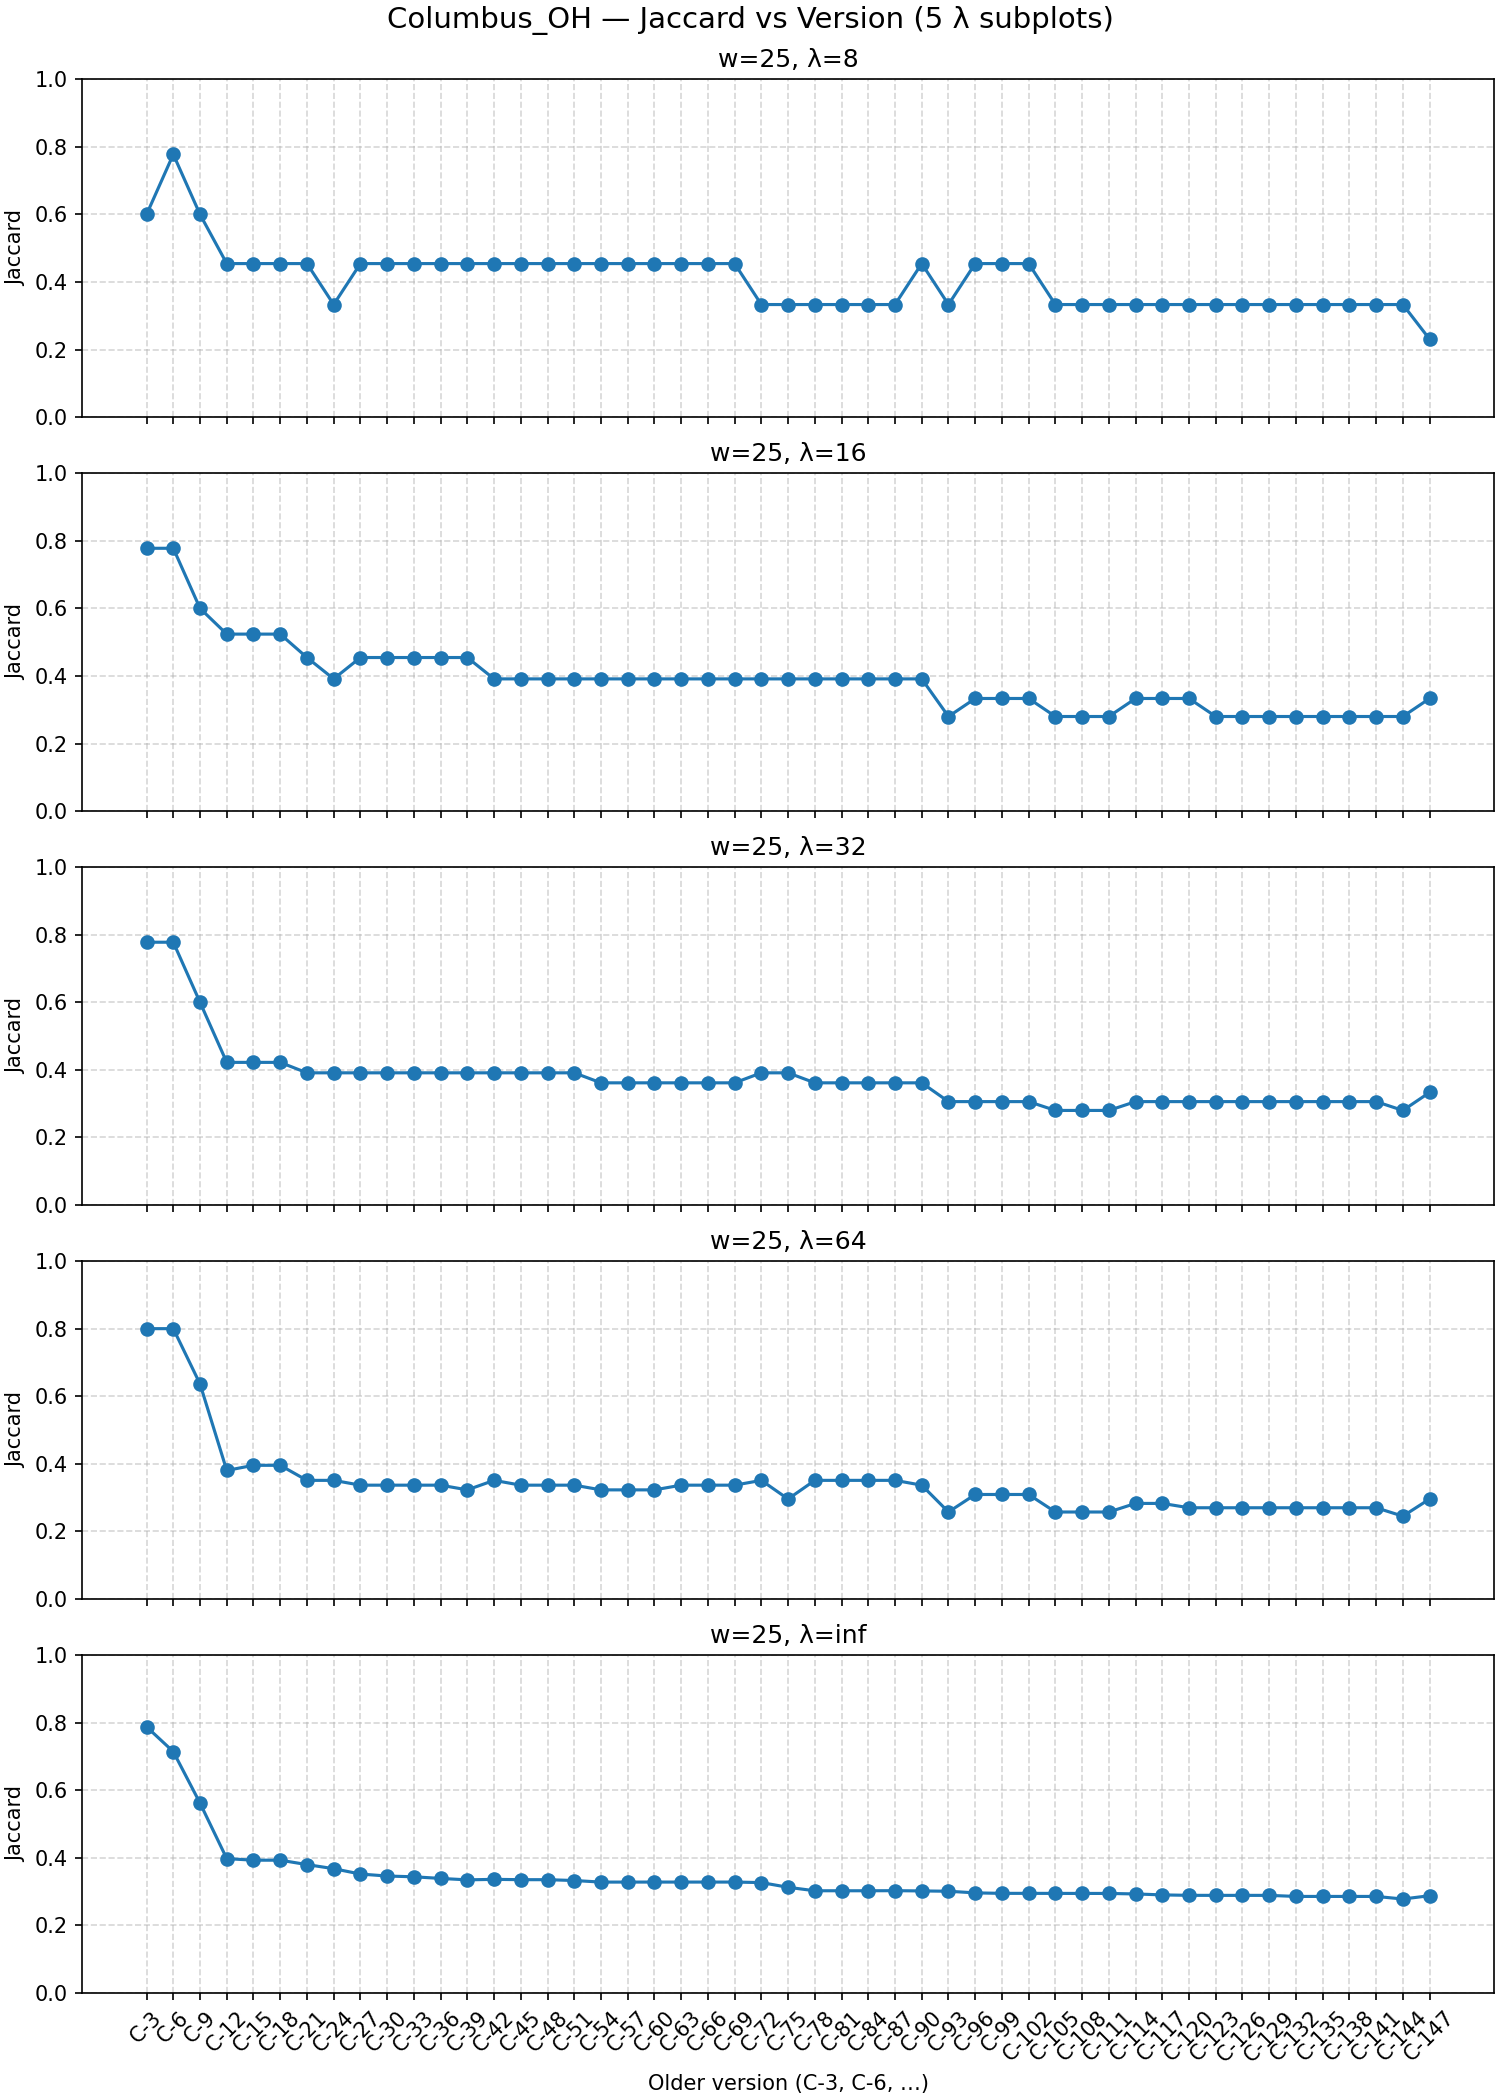 Columbus_OH — Jaccard vs Version (5 λ subplots)
w=25, λ=8
1.0
0.8
0.6
0.4
0.2
0.0
Jaccard
w=25, λ=16
1.0
0.8
0.6
0.4
0.2
0.0
Jaccard
w=25, λ=32
1.0
0.8
0.6
0.4
0.2
0.0
Jaccard
w=25, λ=64
1.0
0.8
0.6
0.4
0.2
0.0
Jaccard
w=25, λ=inf
1.0
0.8
0.6
0.4
0.2
0.0
Jaccard
C-3 C-6 C-9 C-12 C-15 C-18 C-21 C-24 C-27 C-30 C-33 C-36 C-39 C-42 C-45 C-48 C-51 C-54 C-57 C-60 C-63 C-66 C-69 C-72 C-75 C-78 C-81 C-84 C-87 C-90 C-93 C-96 C-99 C-102 C-105 C-108 C-111 C-114 C-117 C-120 C-123 C-126 C-129 C-132 C-135 C-138 C-141 C-144 C-147
Older version (C-3, C-6, ...)